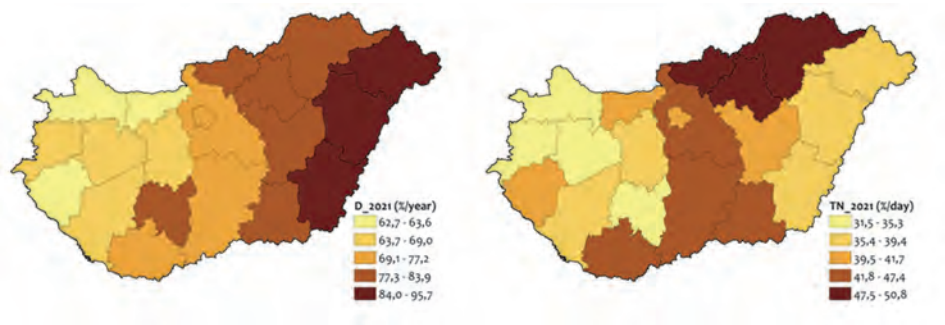 D_2021 (%/year)
62,7 - 63,6
63,7 - 69,0
69,1 - 77,2
77,3 - 83,9
84,0 - 95,7
TN_2021 (%/day)
31,5 - 35,3
35,4 - 39,4
39,5 - 41,7
41,8 - 47,4
47,5 - 50,8